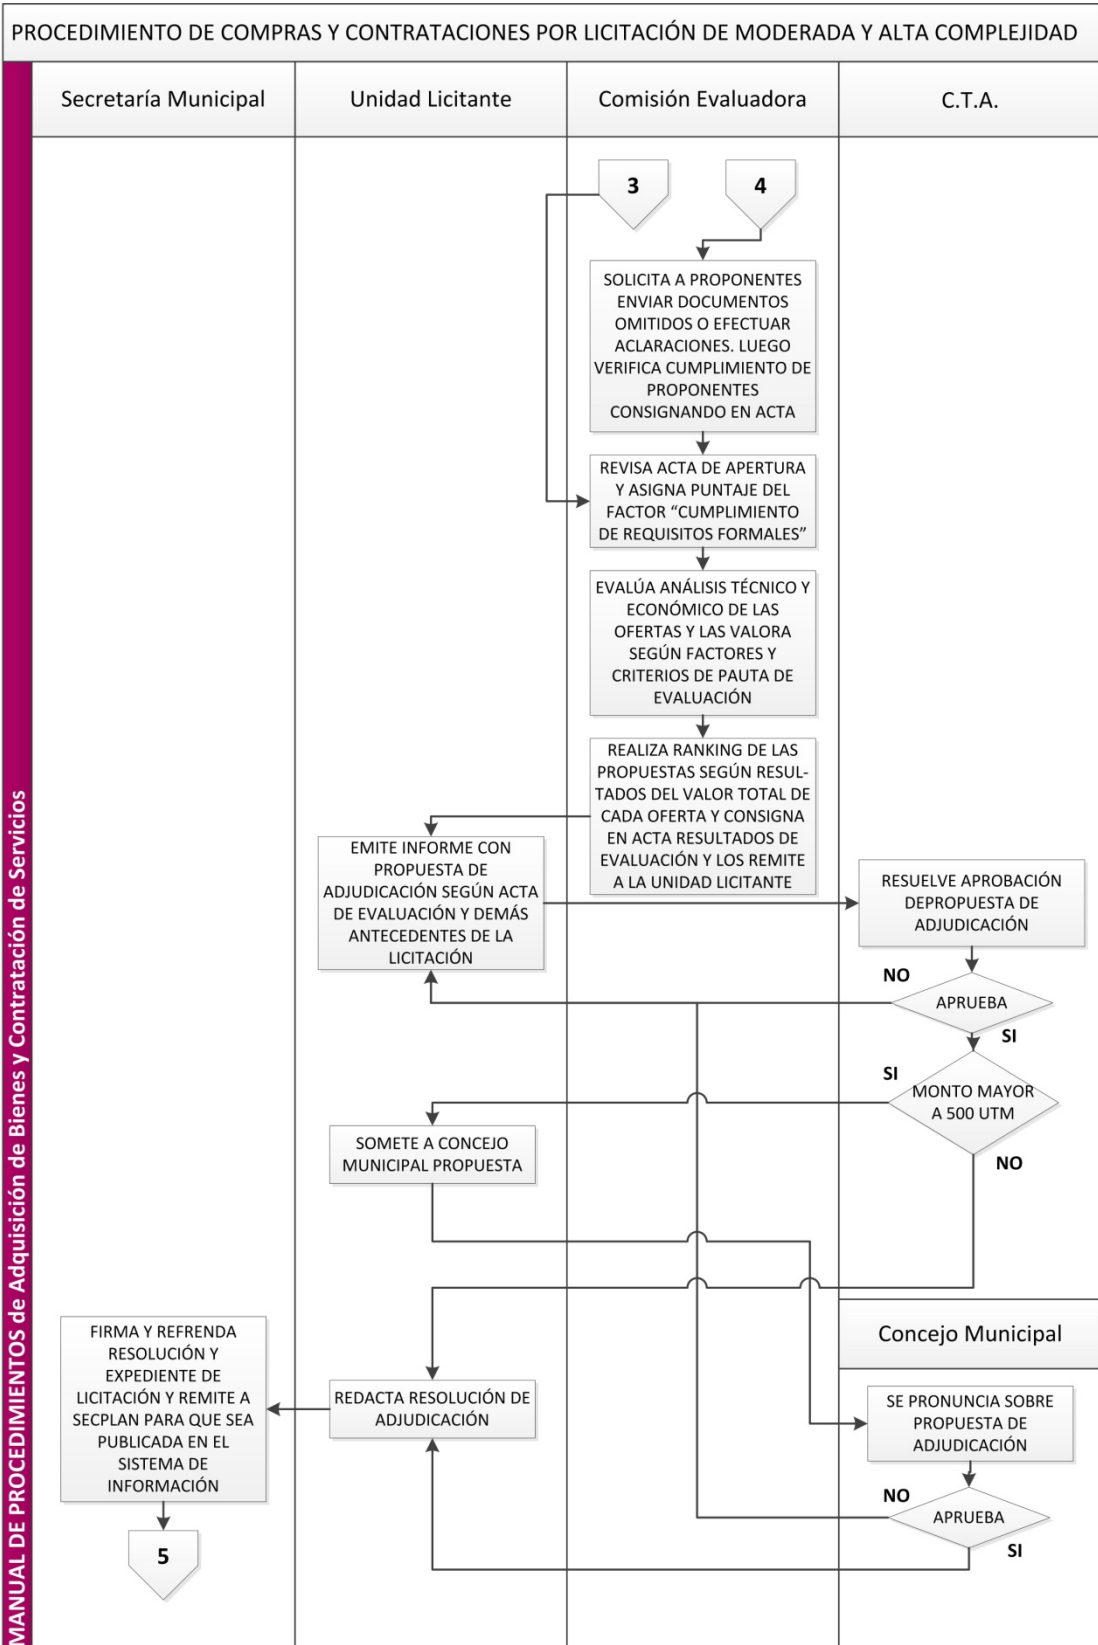 PROCEDIMIENTO DE COMPRAS Y CONTRATACIONES POR LICITACIÓN DE MODERADA Y ALTA COMPLEJIDAD
MANUAL DE PROCEDIMIENTOS de Adquisición de Bienes y Contratación de Servicios
Secretaría Municipal
Unidad Licitante
Comisión Evaluadora
C.T.A.
3
4
SOLICITA A PROPONENTES
ENVIAR DOCUMENTOS
OMITIDOS O EFECTUAR
ACLARACIONES. LUEGO
VERIFICA CUMPLIMIENTO DE
PROPONENTES
CONSIGNANDO EN ACTA
REVISA ACTA DE APERTURA
Y ASIGNA PUNTAJE DEL
FACTOR “CUMPLIMIENTO
DE REQUISITOS FORMALES”
EVALÚA ANÁLISIS TÉCNICO Y
ECONÓMICO DE LAS
OFERTAS Y LAS VALORA
SEGÚN FACTORES Y
CRITERIOS DE PAUTA DE
EVALUACIÓN
REALIZA RANKING DE LAS
PROPUESTAS SEGÚN RESUL-
TADOS DEL VALOR TOTAL DE
CADA OFERTA Y CONSIGNA
EN ACTA RESULTADOS DE
EVALUACIÓN Y LOS REMITE
A LA UNIDAD LICITANTE
EMITE INFORME CON
PROPUESTA DE
ADJUDICACIÓN SEGÚN ACTA
DE EVALUACIÓN Y DEMÁS
ANTECEDENTES DE LA
LICITACIÓN
RESUELVE APROBACIÓN
DEPROPUESTA DE
ADJUDICACIÓN
NO
APRUEBA
SI
SI
MONTO MAYOR
A 500 UTM
NO
SOMETE A CONCEJO
MUNICIPAL PROPUESTA
Concejo Municipal
FIRMA Y REFRENDA
RESOLUCIÓN Y
EXPEDIENTE DE
LICITACIÓN Y REMITE A
SECPLAN PARA QUE SEA
PUBLICADA EN EL
SISTEMA DE
INFORMACIÓN
REDACTA RESOLUCIÓN DE
ADJUDICACIÓN
SE PRONUNCIA SOBRE
PROPUESTA DE
ADJUDICACIÓN
NO
APRUEBA
SI
5